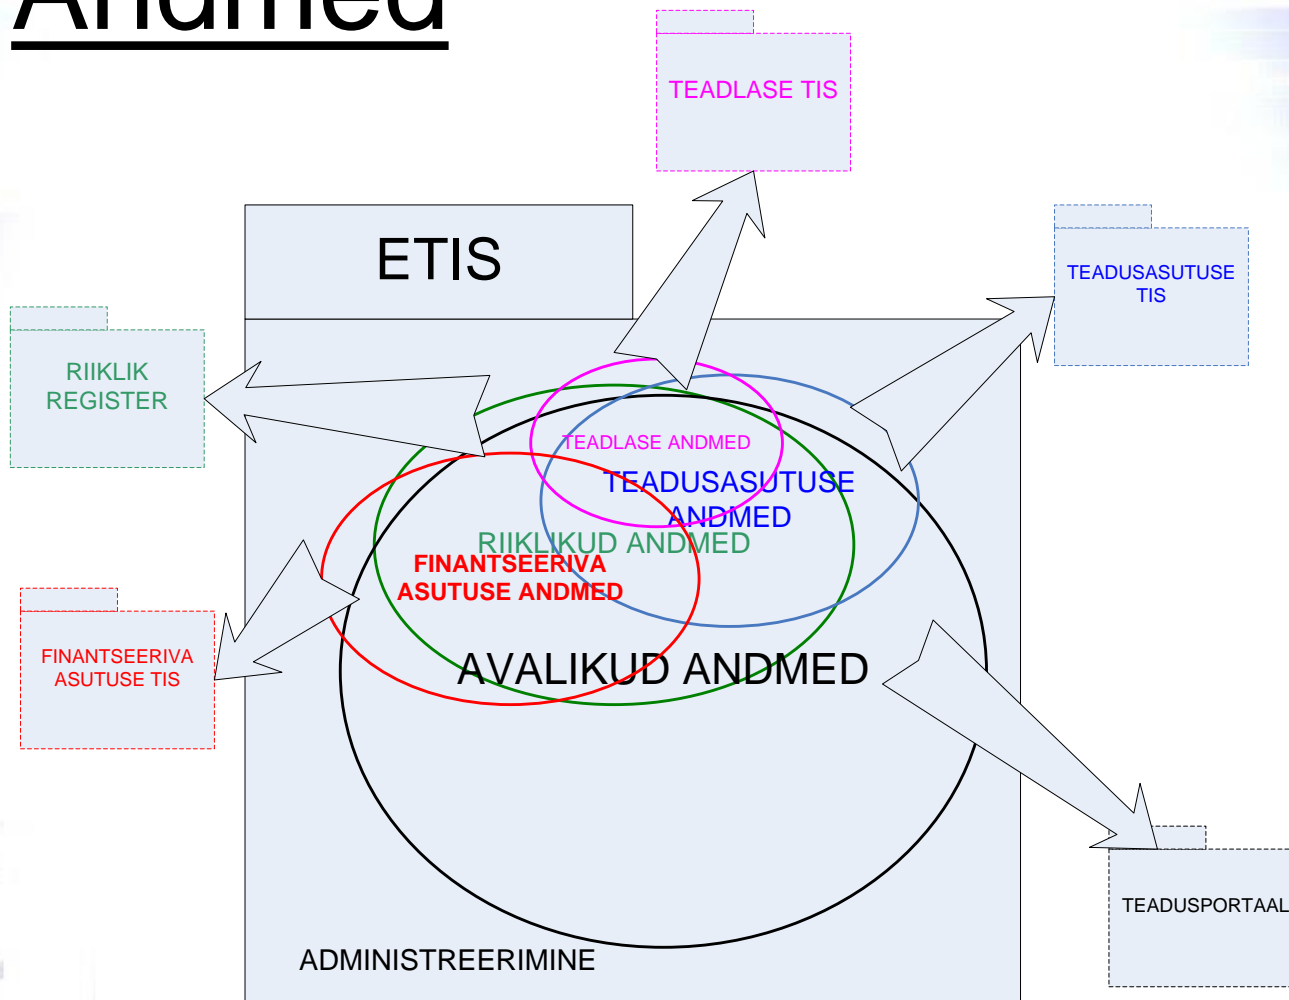 Andmed
TEADLASE TIS
ETIS
TEADUSASUTUSE
TIS
RIIKLIK
REGISTER
TEADLASE ANDMED
TEADUSASUTUSE
ANDMED
RIIKLIKUD ANDMED
FINANTSEERIVA
ASUTUSE ANDMED
FINANTSEERIVA
ASUTUSE TIS
AVALIKUD ANDMED
TEADUSPORTAAL
ADMINISTREERIMINE